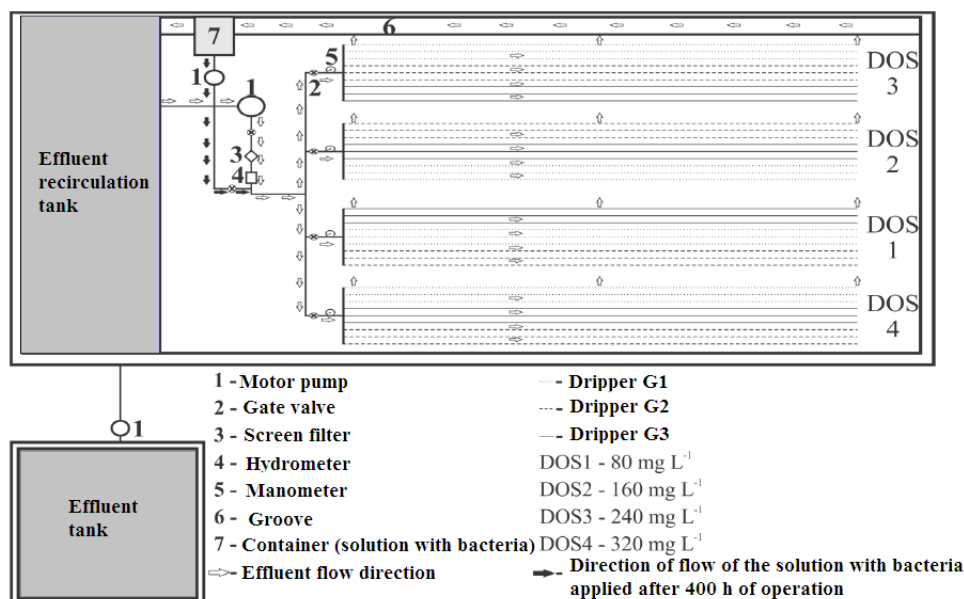 6
7
1
1
5
2
3
4
DOS
3
DOS
2
DOS
1
DOS
4
Effluent
recirculation
tank
1
Effluent
tank
1 - Motor pump
2 - Gate valve
3 - Screen filter
4 - Hydrometer
5 - Manometer
6 - Groove
7 - Container (solution with bacteria)
- Effluent flow direction
- Dripper G1
- Dripper G2
- Dripper G3
DOS1 - 80 mg L⁻¹
DOS2 - 160 mg L⁻¹
DOS3 - 240 mg L⁻¹
DOS4 - 320 mg L⁻¹
- Direction of flow of the solution with bacteria
applied after 400 h of operation